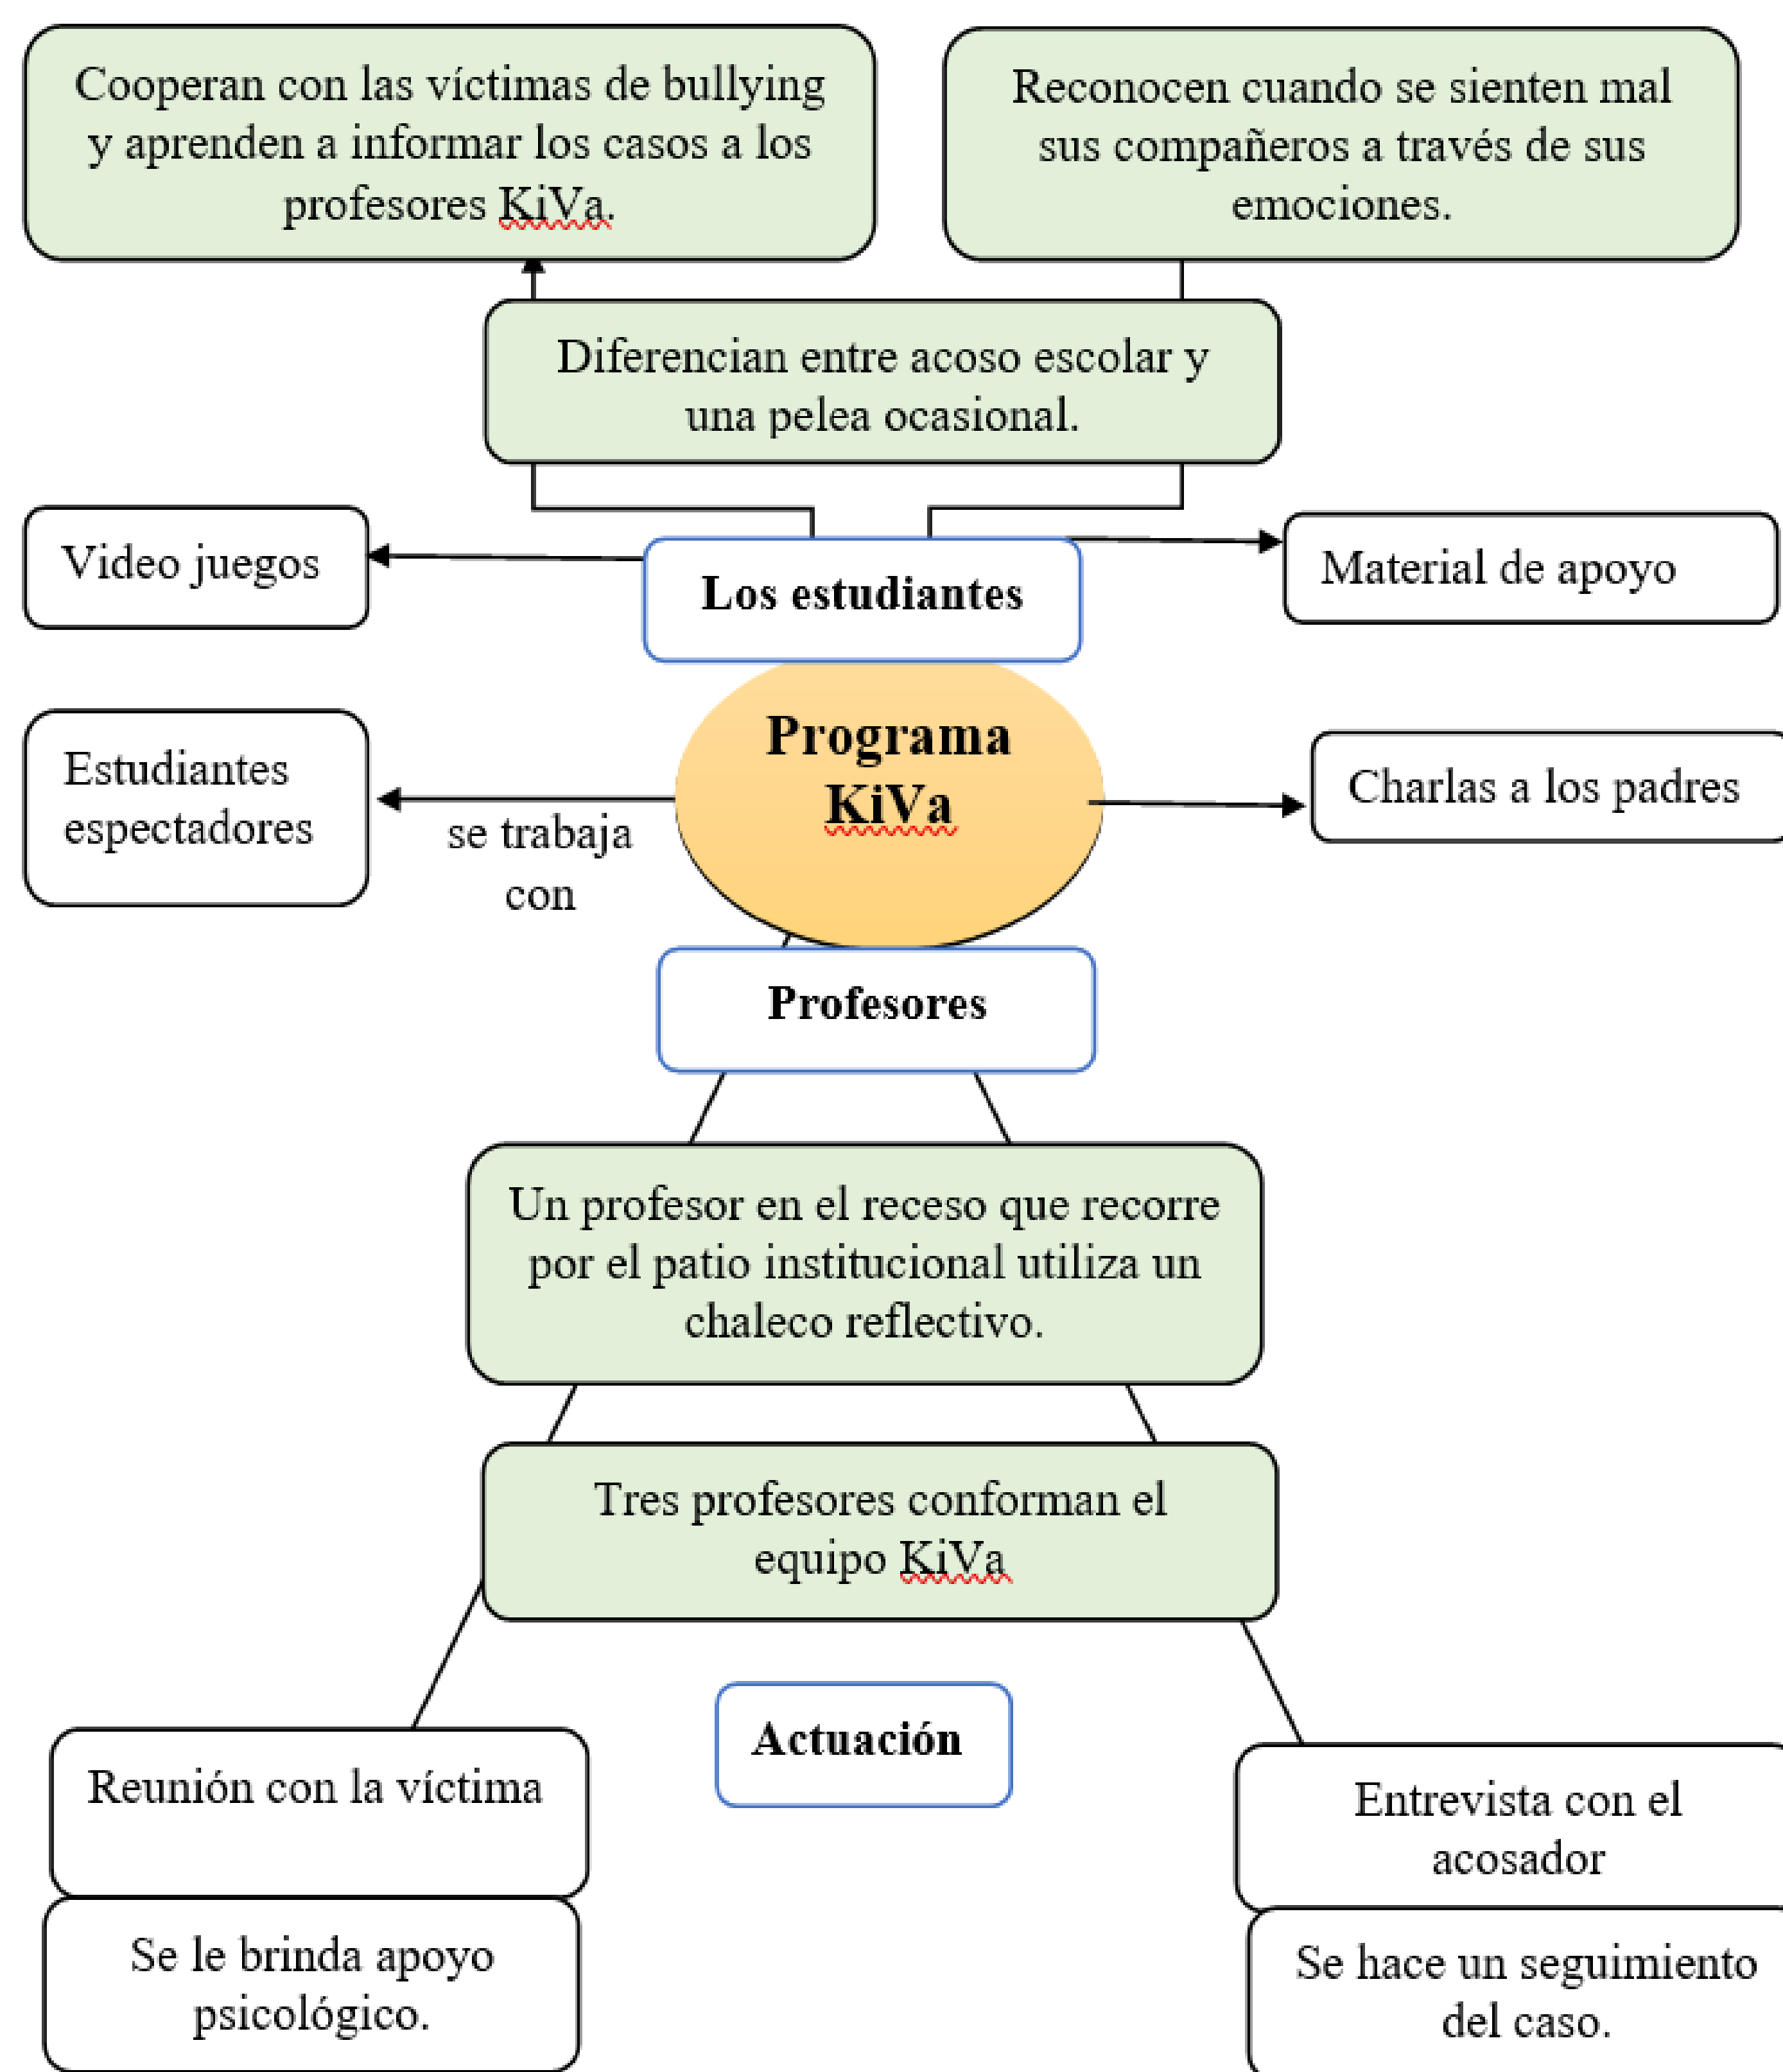 Cooperan con las víctimas de bullying
y aprenden a informar los casos a los
profesores KiVa.
Reconocen cuando se sienten mal
sus compañeros a través de sus
emociones.
Diferencian entre acoso escolar y
una pelea ocasional.
Video juegos
Los estudiantes
Material de apoyo
Estudiantes
espectadores
se trabaja
con
Programa
KiVa
Charlas a los padres
Profesores
Un profesor en el receso que recorre
por el patio institucional utiliza un
chaleco reflectivo.
Tres profesores conforman el
equipo KiVa
Actuación
Reunión con la víctima
Entrevista con el
acosador
Se le brinda apoyo
psicológico.
Se hace un seguimiento
del caso.